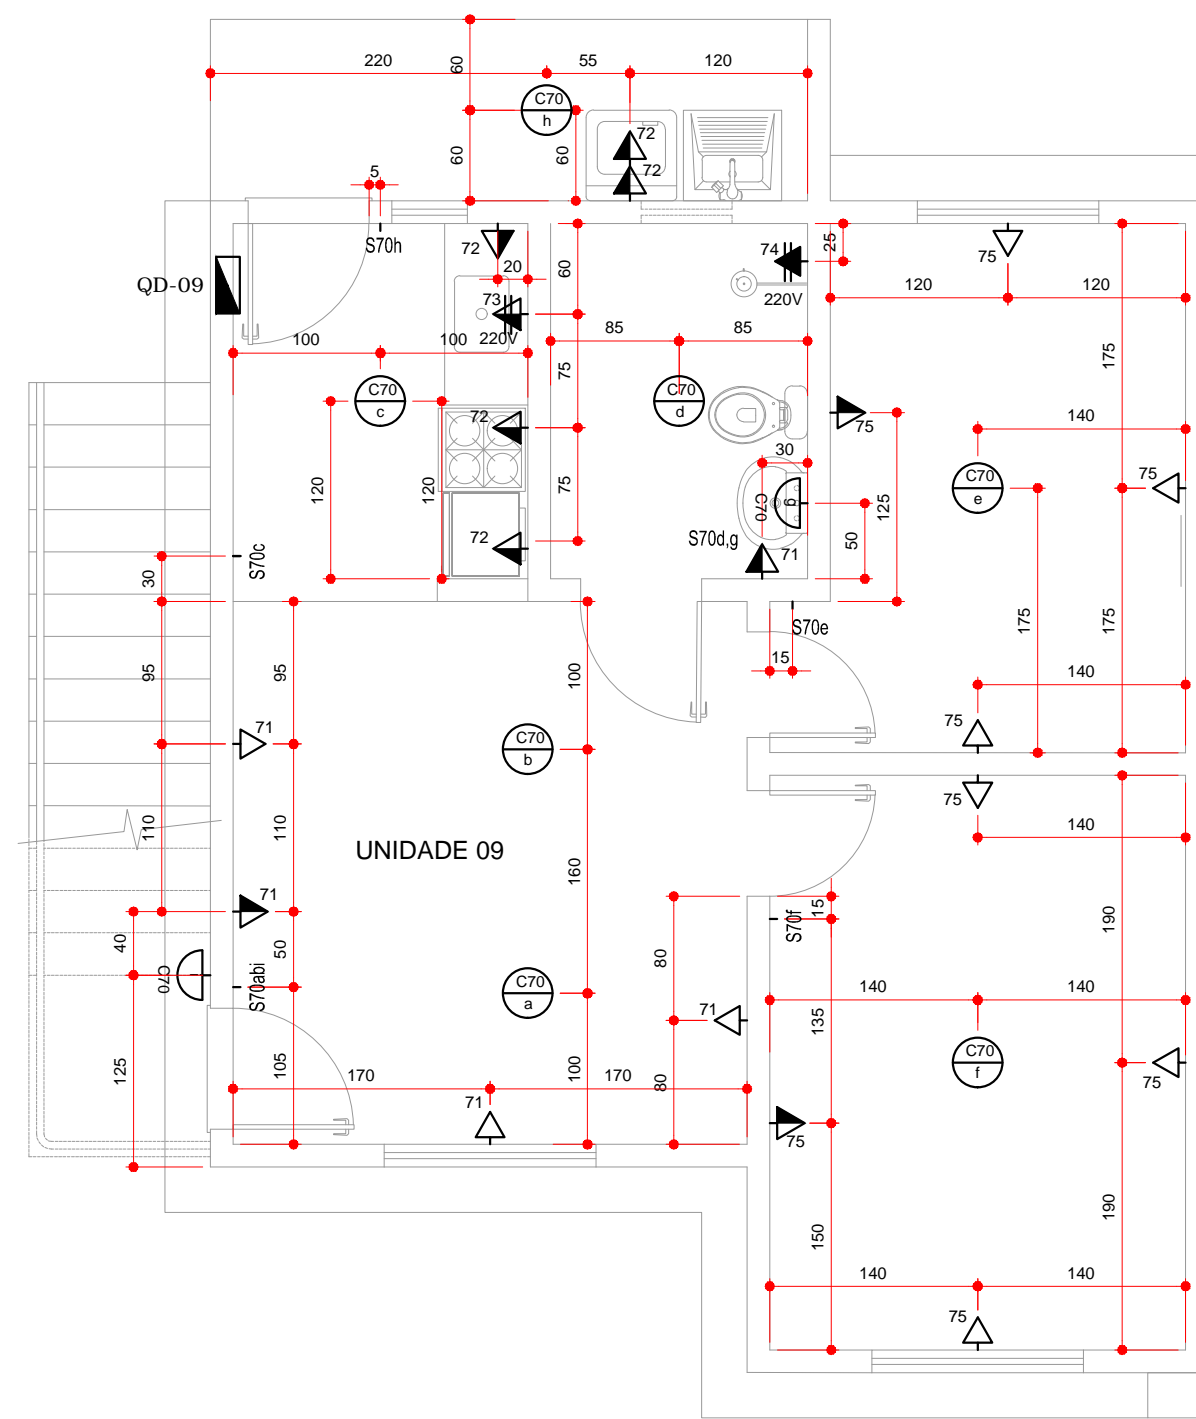 220
60
55
120
C70
h
60
60
72
72
5
S70h
QD-09
72
20
73
220V
60
74
220V
25
75
120
120
100
100
85
85
75
175
C70
c
72
C70
d
75
140
30
120
120
75
C70
g
125
C70
e
75
S70c
30
72
S70d,g
71
50
S70e
15
175
175
95
95
100
140
71
C70
b
75
110
110
UNIDADE 09
160
75
140
71
15
S70f
190
40
50
80
C70
i
S70abi
C70
a
140
140
135
71
125
105
100
80
C70
f
75
170
170
71
75
150
190
140
140
75